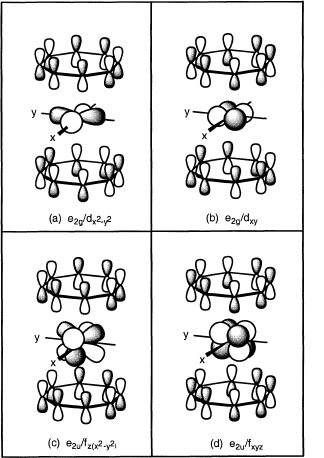 y
x
y
x
(a) e2g/dx2-y2
(b) e2g/dxy
y
x
y
x
(c) e2u/fz(x2-y2)
(d) e2u/fxyz